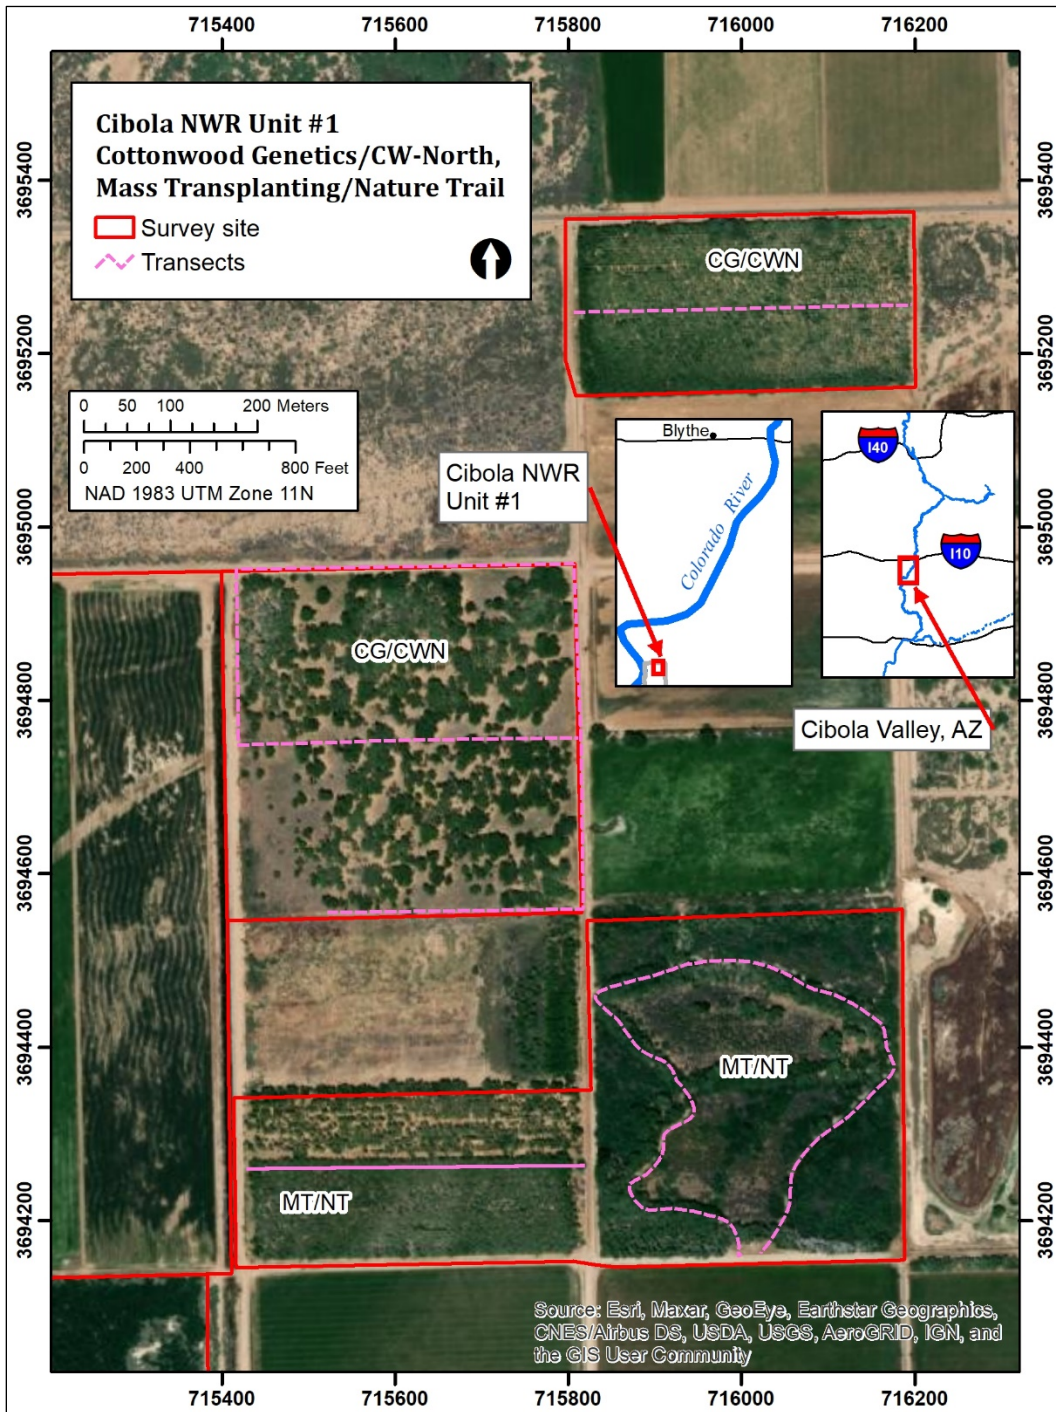 715400 715600 715800 716000 716200
Cibola NWR Unit #1
Cottonwood Genetics/CW-North,
Mass Transplanting/Nature Trail
Survey site
Transects
3695400
3695400
CG/CWN
3695200
3695200
0 50 100 200 Meters
0 200 400 800 Feet
NAD 1983 UTM Zone 11N
Blythe
Colorado River
I40
I10
Cibola NWR
Unit #1
3695000
3695000
CG/CWN
Cibola Valley, AZ
3694800
3694800
3694600
3694600
3694400
3694400
MT/NT
MT/NT
3694200
3694200
Source: Esri, Maxar, GeoEye, Earthstar Geographics,
CNES/Airbus DS, USDA, USGS, AeroGRID, IGN, and
the GIS User Community
715400 715600 715800 716000 716200